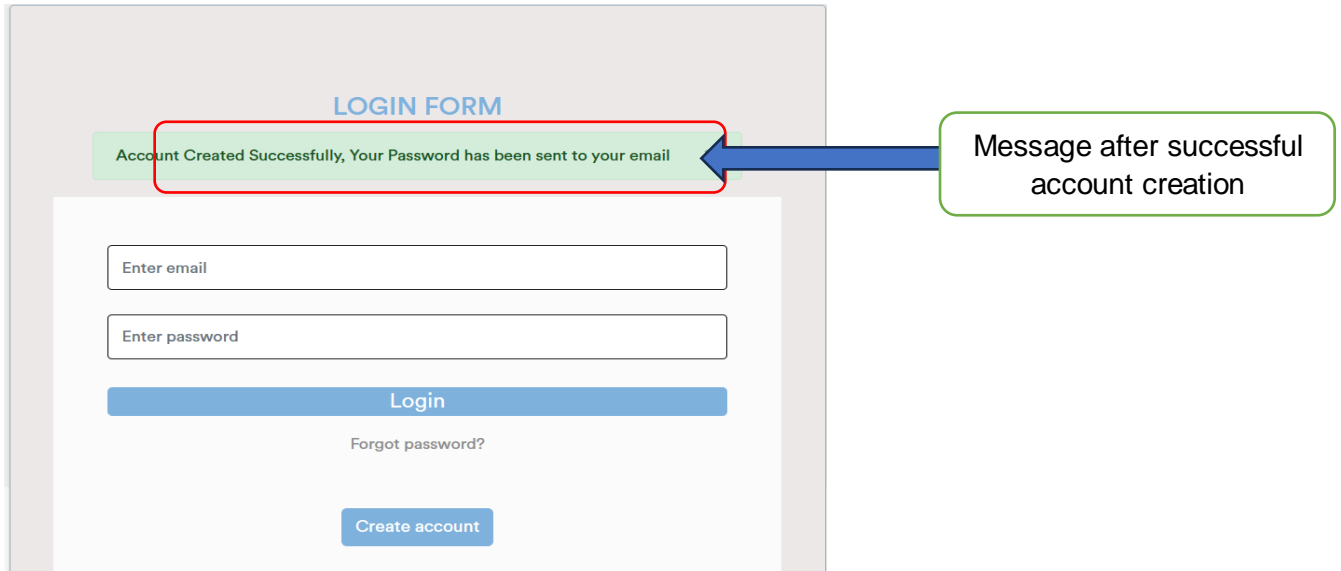 LOGIN FORM
Account Created Successfully, Your Password has been sent to your email
Message after successful
account creation
Enter email
Enter password
Login
Forgot password?
Create account